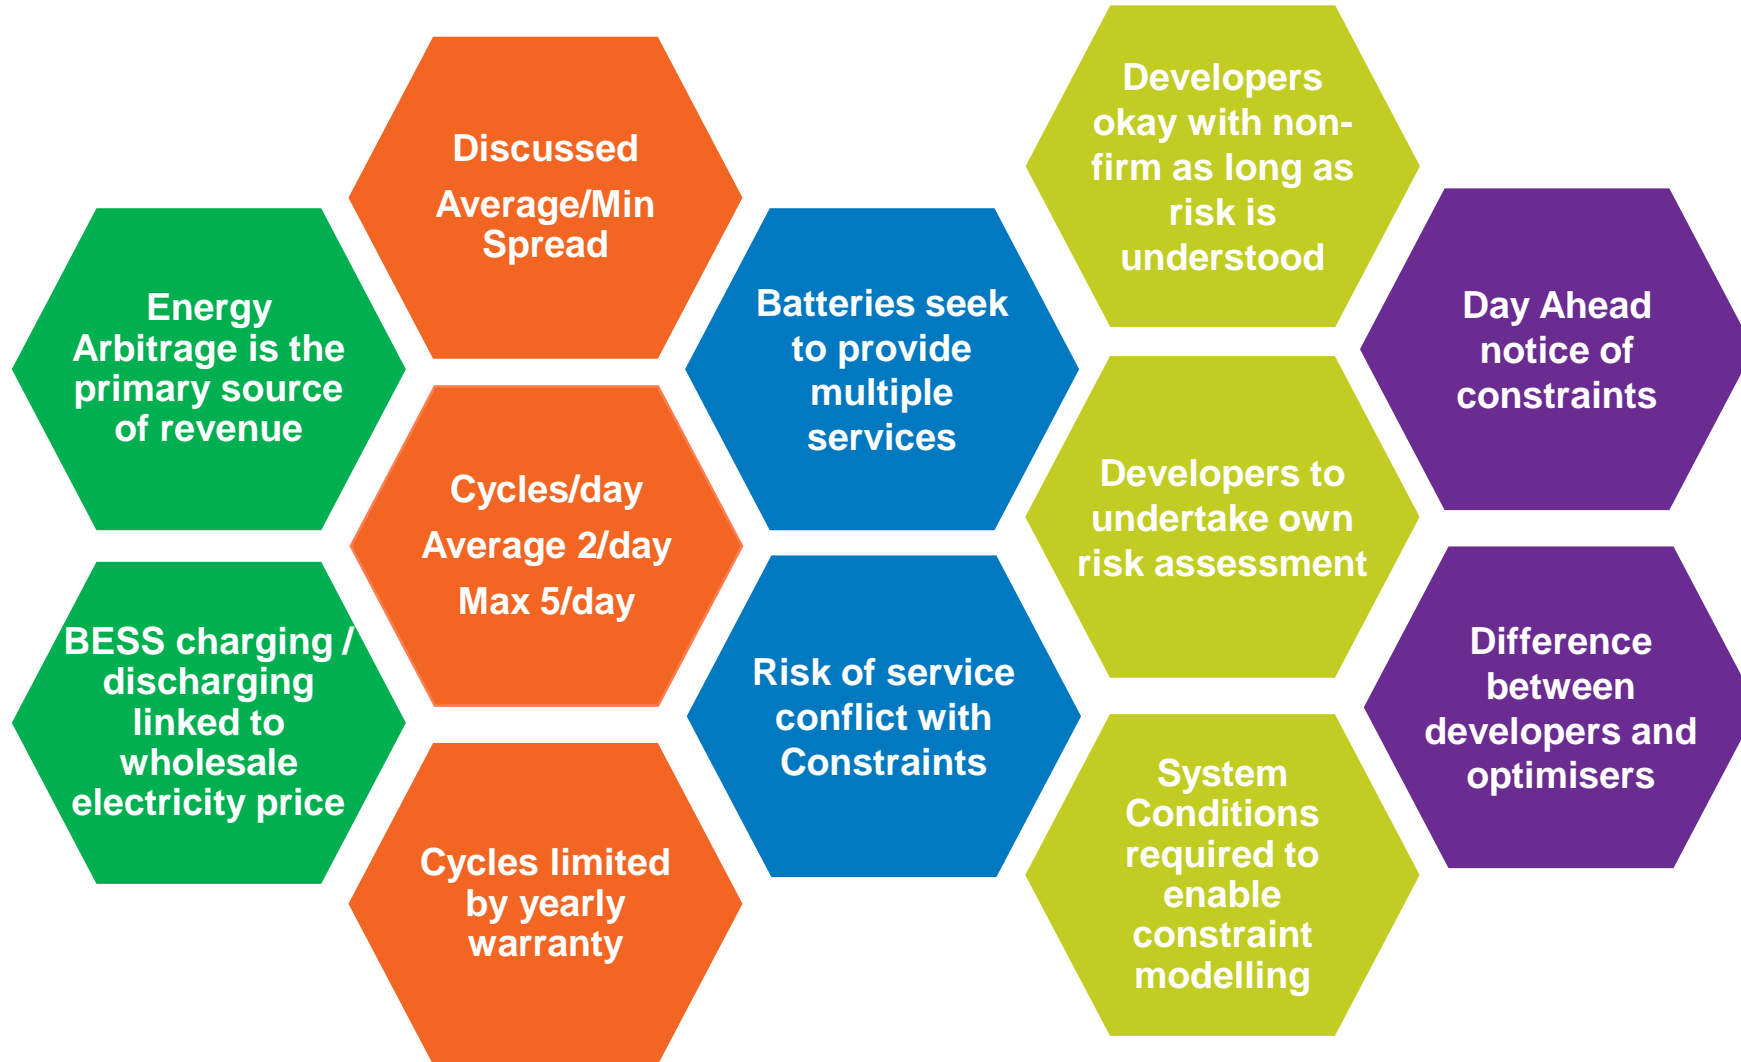 Energy
Arbitrage is the
primary source
of revenue
BESS charging /
discharging
linked to
wholesale
electricity price
Discussed
Average/Min
Spread
Cycles/day
Average 2/day
Max 5/day
Cycles limited
by yearly
warranty
Batteries seek
to provide
multiple
services
Risk of service
conflict with
Constraints
Developers
okay with non-
firm as long as
risk is
understood
Developers to
undertake own
risk assessment
System
Conditions
required to
enable
constraint
modelling
Day Ahead
notice of
constraints
Difference
between
developers and
optimisers